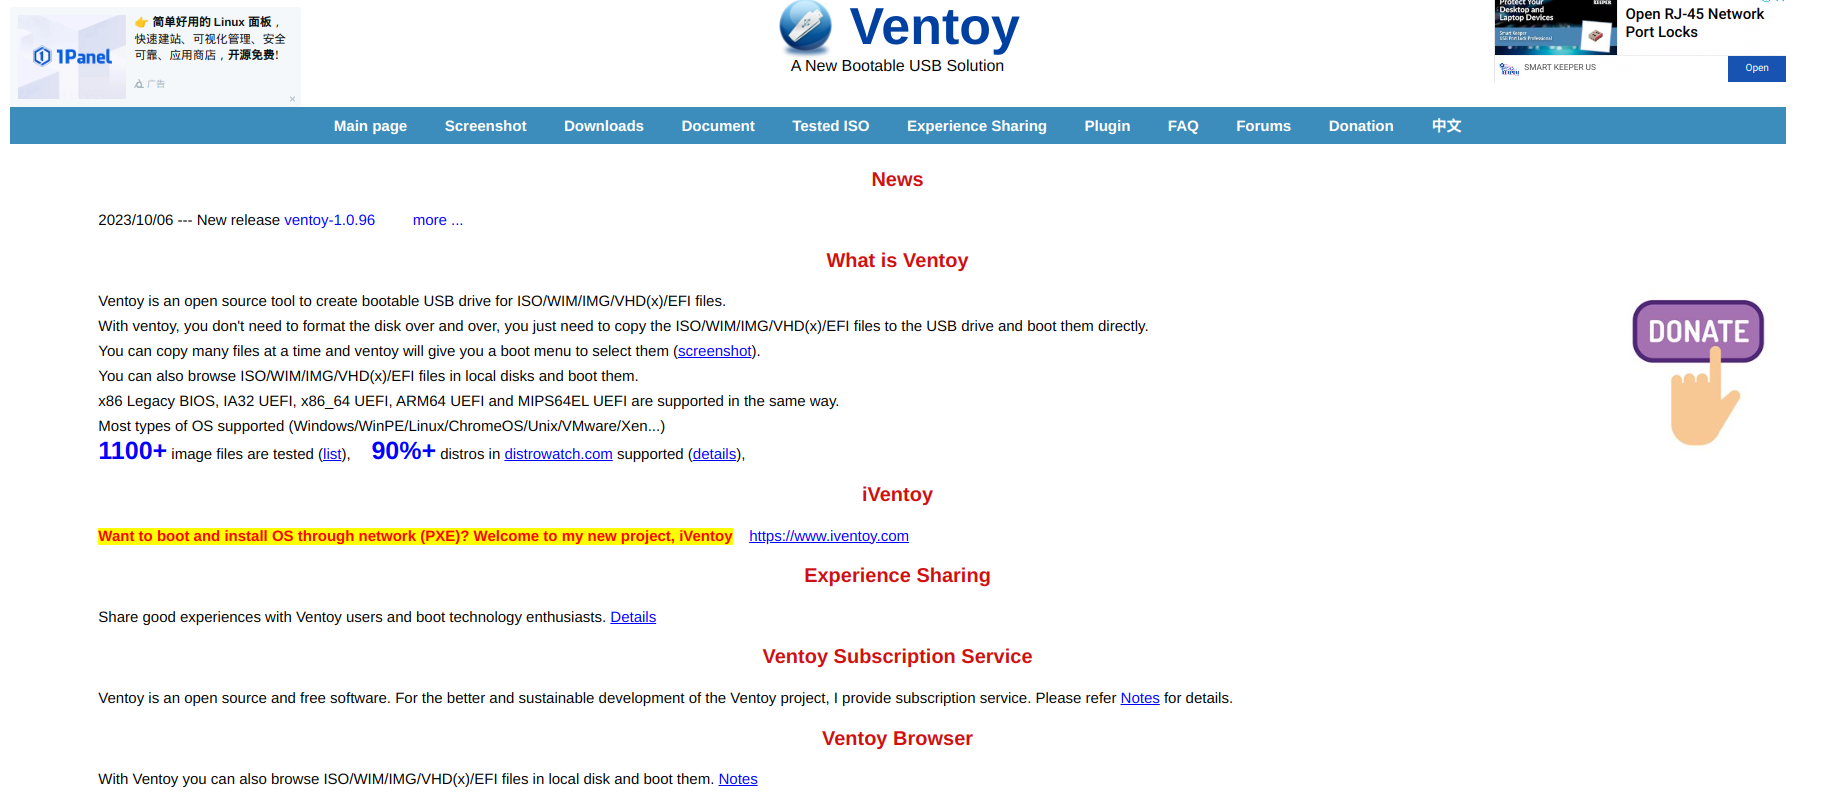 👉 简单好用的 Linux 面板，
快速建站、可视化管理、安全
可靠、应用商店，开源免费!
1Panel
广告
Ventoy
A New Bootable USB Solution
Protect Your
Desktop and
Laptop Devices
Smart Keeper
USB Port Lock Professional
Open RJ-45 Network
Port Locks
SMART KEEPER US
Open
Main page Screenshot Downloads Document Tested ISO Experience Sharing Plugin FAQ Forums Donation 中文
News
2023/10/06 --- New release ventoy-1.0.96 more ...
What is Ventoy
Ventoy is an open source tool to create bootable USB drive for ISO/WIM/IMG/VHD(x)/EFI files.
With ventoy, you don't need to format the disk over and over, you just need to copy the ISO/WIM/IMG/VHD(x)/EFI files to the USB drive and boot them directly.
You can copy many files at a time and ventoy will give you a boot menu to select them (screenshot).
You can also browse ISO/WIM/IMG/VHD(x)/EFI files in local disks and boot them.
x86 Legacy BIOS, IA32 UEFI, x86_64 UEFI, ARM64 UEFI and MIPS64EL UEFI are supported in the same way.
Most types of OS supported (Windows/WinPE/Linux/ChromeOS/Unix/VMware/Xen...)
1100+ image files are tested (list), 90%+ distros in distrowatch.com supported (details),
DONATE
iVentoy
Want to boot and install OS through network (PXE)? Welcome to my new project, iVentoy https://www.iventoy.com
Experience Sharing
Share good experiences with Ventoy users and boot technology enthusiasts. Details
Ventoy Subscription Service
Ventoy is an open source and free software. For the better and sustainable development of the Ventoy project, I provide subscription service. Please refer Notes for details.
Ventoy Browser
With Ventoy you can also browse ISO/WIM/IMG/VHD(x)/EFI files in local disk and boot them. Notes